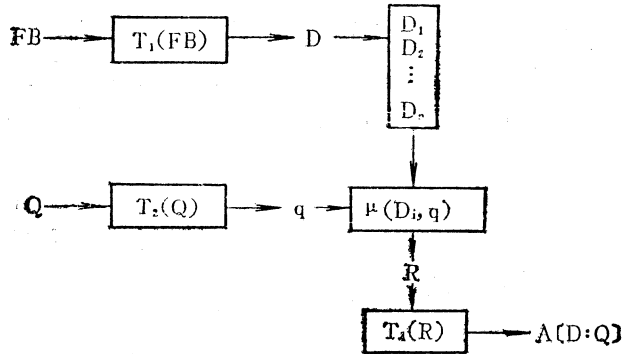 FB T₁(FB) D
D₁
D₂
⋮
Dₙ
Q T₂(Q) q μ(Dᵢ, q)
R
T₄(R) A(D:Q)